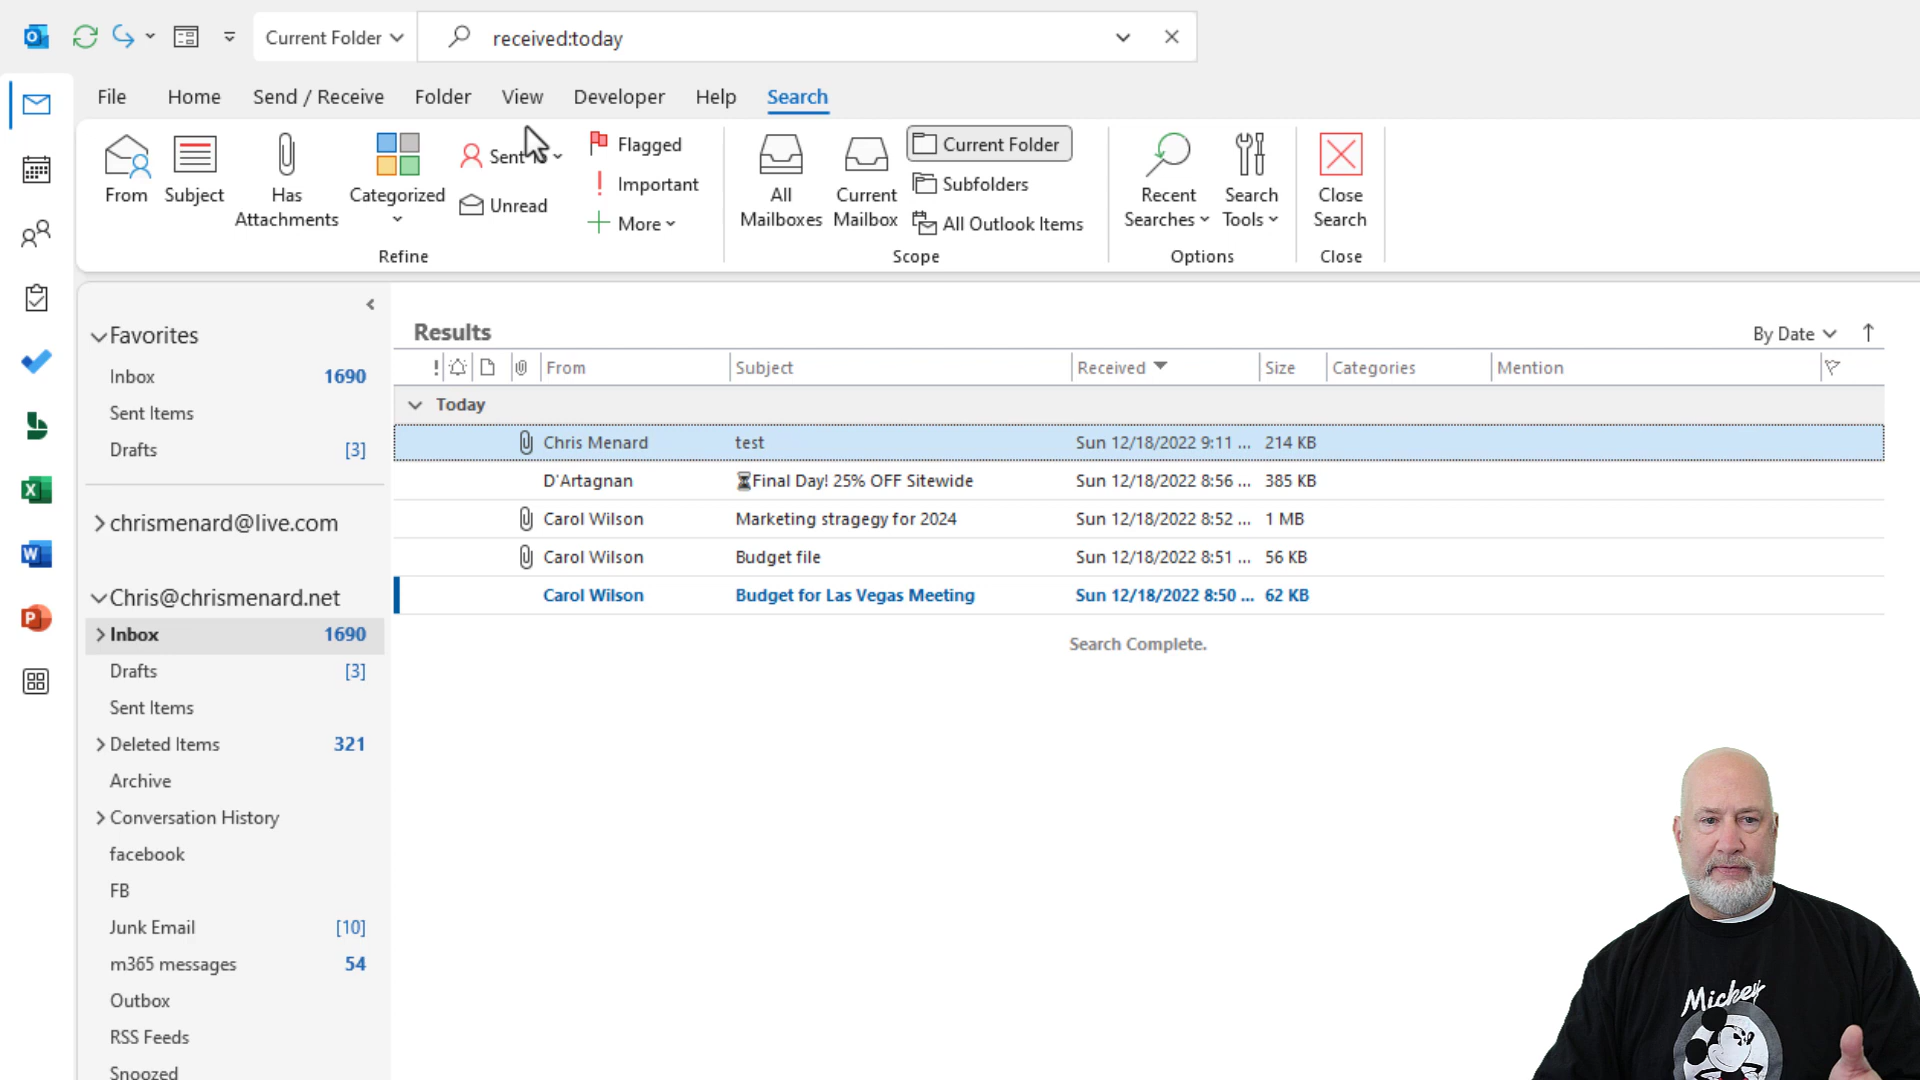 Current Folder
received:today
File Home Send / Receive Folder View Developer Help Search
From
Subject
Has Attachments
Categorized
Unread
Flagged
Important
More
Refine
All Mailboxes
Current Mailbox
Current Folder
Subfolders
All Outlook Items
Scope
Recent Searches
Search Tools
Options
Close Search
Close
Favorites
Inbox 1690
Sent Items
Drafts [3]
chrismenard@live.com
Chris@chrismenard.net
Inbox 1690
Drafts [3]
Sent Items
Deleted Items 321
Archive
Conversation History
facebook
FB
Junk Email [10]
m365 messages 54
Outbox
RSS Feeds
Snoozed
Results
By Date
From Subject Received Size Categories Mention
Today
Chris Menard test Sun 12/18/2022 9:11 ... 214 KB
D'Artagnan ⌛Final Day! 25% OFF Sitewide Sun 12/18/2022 8:56 ... 385 KB
Carol Wilson Marketing stragegy for 2024 Sun 12/18/2022 8:52 ... 1 MB
Carol Wilson Budget file Sun 12/18/2022 8:51 ... 56 KB
Carol Wilson Budget for Las Vegas Meeting Sun 12/18/2022 8:50 ... 62 KB
Search Complete.
Mickey